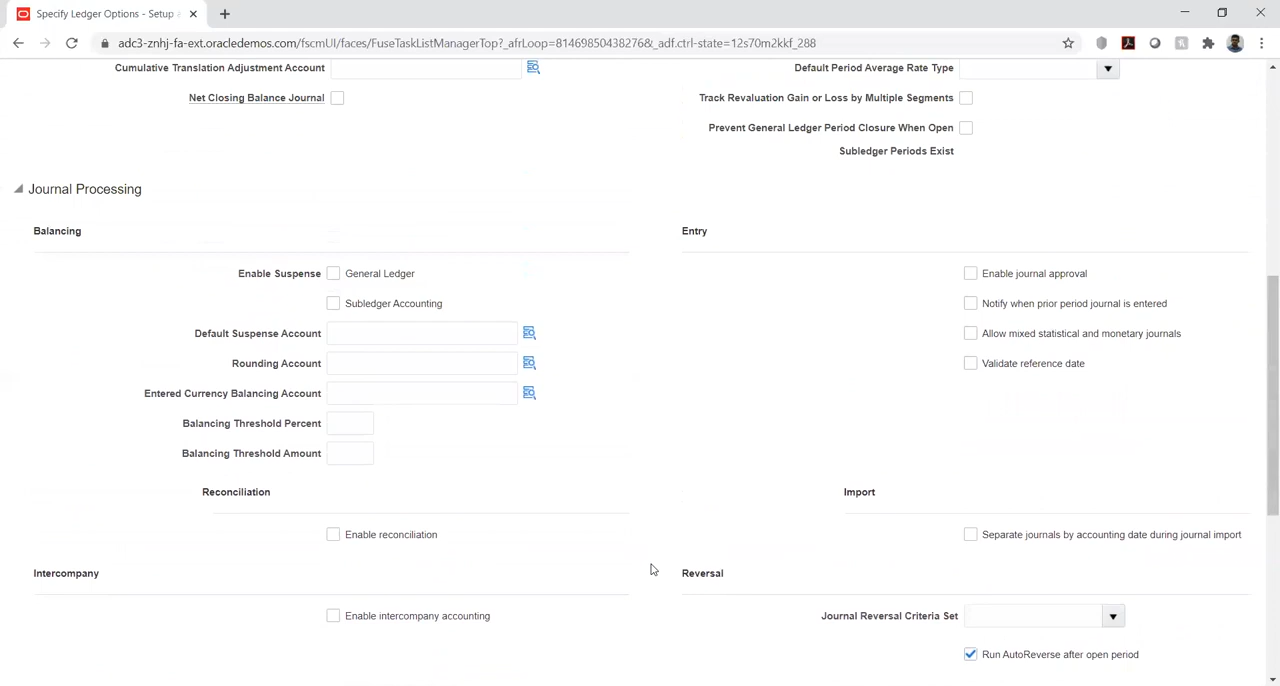 Specify Ledger Options - Setup
adc3-znhj-fa-ext.oracledemos.com/fscmUI/faces/FuseTaskListManagerTop?_afrLoop=814698504382768&_adf.ctrl-state=12s70m2kkf_288
Cumulative Translation Adjustment Account
Default Period Average Rate Type
Net Closing Balance Journal
Track Revaluation Gain or Loss by Multiple Segments
Prevent General Ledger Period Closure When Open
Subledger Periods Exist
Journal Processing
Balancing
Entry
Enable Suspense General Ledger
Enable journal approval
Subledger Accounting
Notify when prior period journal is entered
Default Suspense Account
Allow mixed statistical and monetary journals
Rounding Account
Validate reference date
Entered Currency Balancing Account
Balancing Threshold Percent
Balancing Threshold Amount
Reconciliation
Import
Enable reconciliation
Separate journals by accounting date during journal import
Intercompany
Reversal
Enable intercompany accounting
Journal Reversal Criteria Set
Run AutoReverse after open period